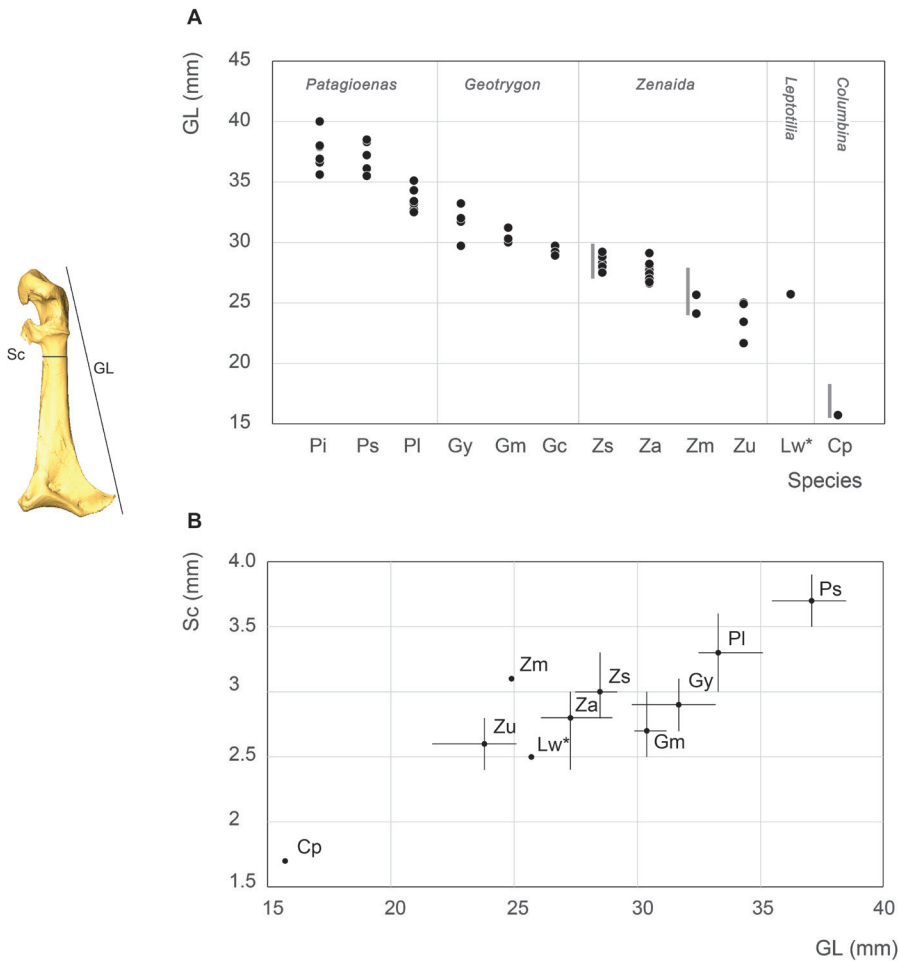 A
GL (mm)
45
40
35
30
25
20
15
Patagioenas Geotrygon Zenaida Leptotilia Columbina
Pi Ps Pl Gy Gm Gc Zs Za Zm Zu Lw* Cp
Species
Sc
GL
B
Sc (mm)
4.0
3.5
3
2.5
2
1.5
Ps
Pl
Gy
Zs
Zm
Za
Zu
Gm
Lw*
Cp
15 20 25 30 35 40
GL (mm)